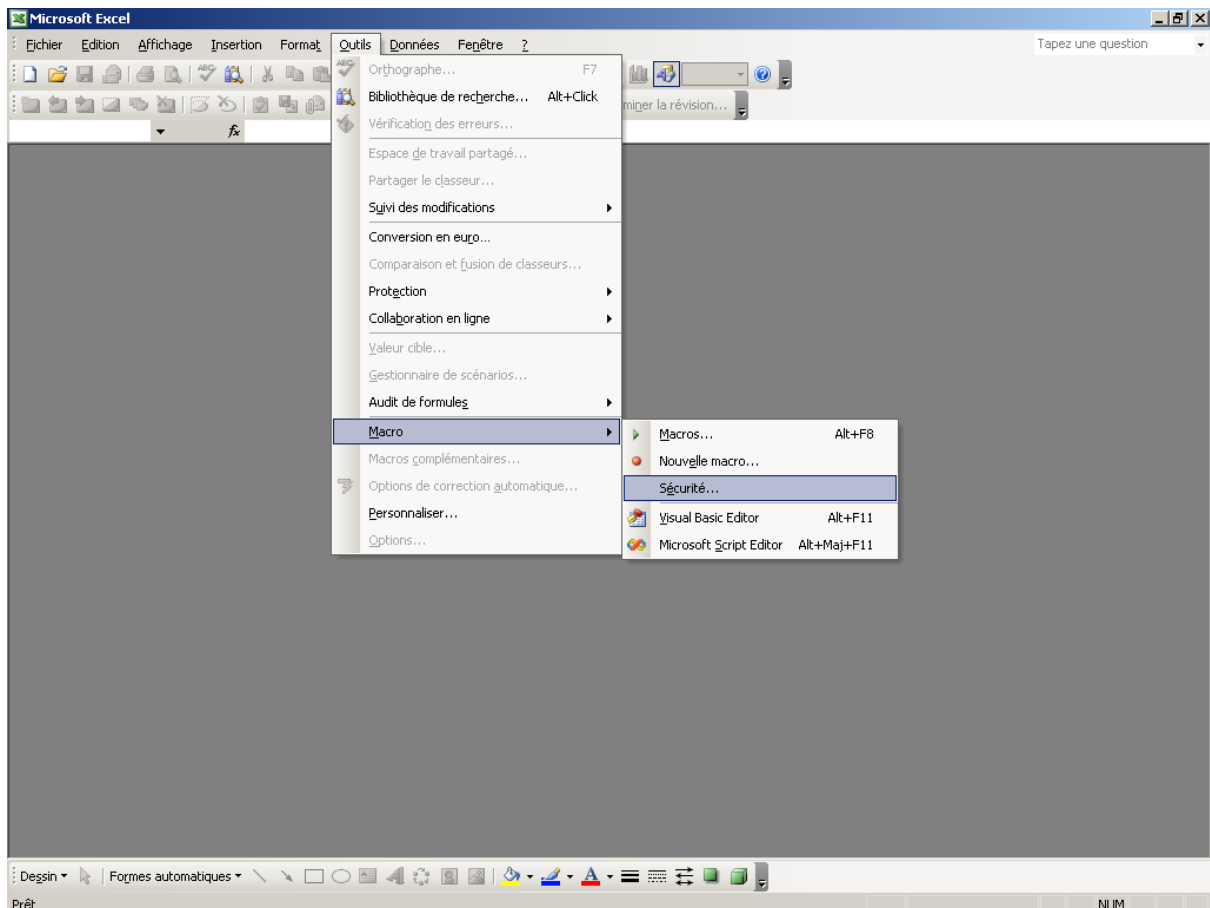 Microsoft Excel
Fichier Edition Affichage Insertion Format Outils Données Fenêtre ? Tapez une question
Orthographe... F7
Bibliothèque de recherche... Alt+Click
Vérification des erreurs...
Espace de travail partagé...
Partager le classeur...
Suivi des modifications
Conversion en euro...
Comparaison et fusion de classeurs...
Protection
Collaboration en ligne
Valeur cible...
Gestionnaire de scénarios...
Audit de formules
Macro
Macros complémentaires...
Options de correction automatique...
Personnaliser...
Options...
miner la révision...
fx
Macros... Alt+F8
Nouvelle macro...
Sécurité...
Visual Basic Editor Alt+F11
Microsoft Script Editor Alt+Maj+F11
Dessin Formes automatiques
Prêt NUM